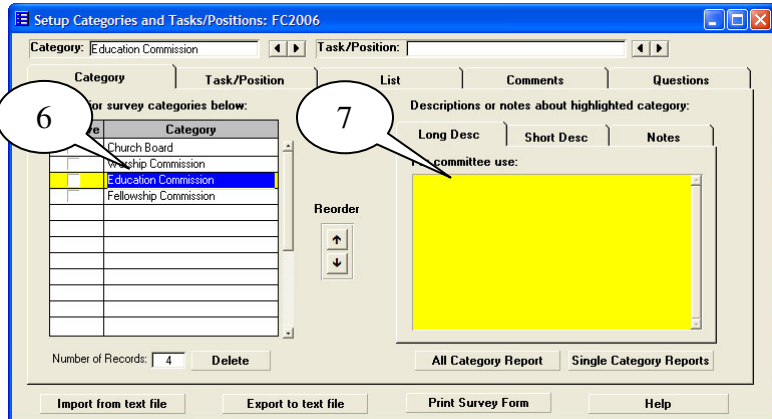 Setup Categories and Tasks/Positions: FC2006
Category: Education Commission Task/Position:
Category Task/Position List Comments Questions
survey categories below: Descriptions or notes about highlighted category:
6 7
Category Long Desc Short Desc Notes
Church Board committee use:
Worship Commission
Education Commission
Fellowship Commission
Reorder
Number of Records: 4 Delete All Category Report Single Category Reports
Import from text file Export to text file Print Survey Form Help